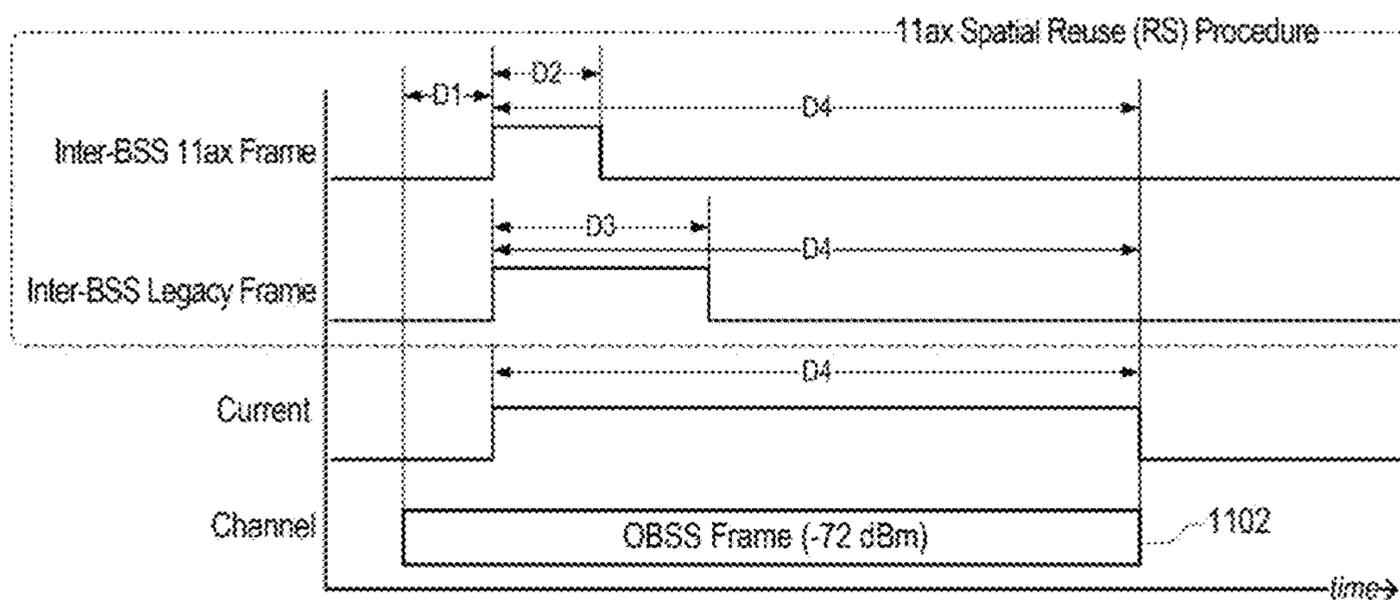 11ax Spatial Reuse (RS) Procedure
D2
D1
D4
Inter-BSS 11ax Frame
D3
D4
Inter-BSS Legacy Frame
D4
Current
Channel
OBSS Frame (-72 dBm)
1102
time